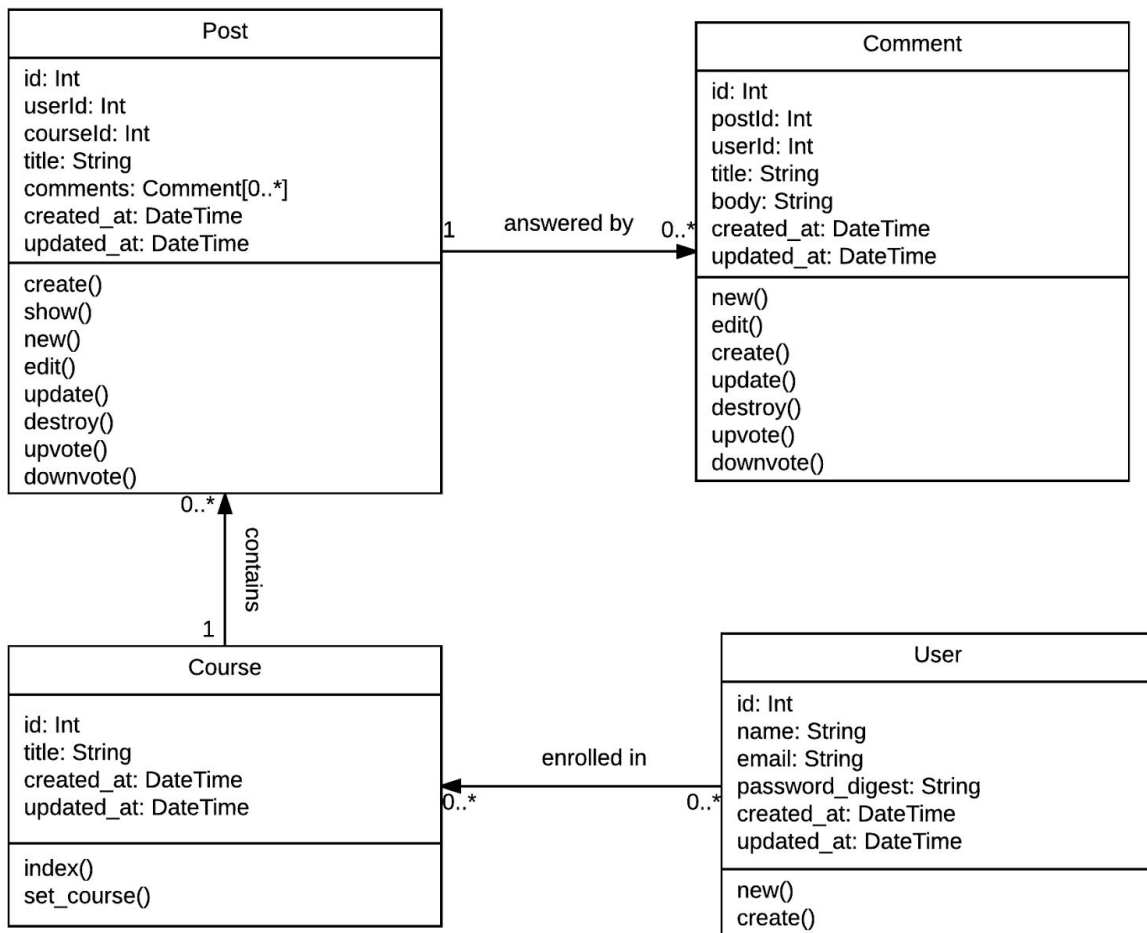 Post
id: Int
userId: Int
courseId: Int
title: String
comments: Comment[0..*]
created_at: DateTime
updated_at: DateTime
create()
show()
new()
edit()
update()
destroy()
upvote()
downvote()
1
answered by
0..*
Comment
id: Int
postId: Int
userId: Int
title: String
body: String
created_at: DateTime
updated_at: DateTime
new()
edit()
create()
update()
destroy()
upvote()
downvote()
0..*
contains
1
Course
id: Int
title: String
created_at: DateTime
updated_at: DateTime
index()
set_course()
enrolled in
0..*
0..*
User
id: Int
name: String
email: String
password_digest: String
created_at: DateTime
updated_at: DateTime
new()
create()